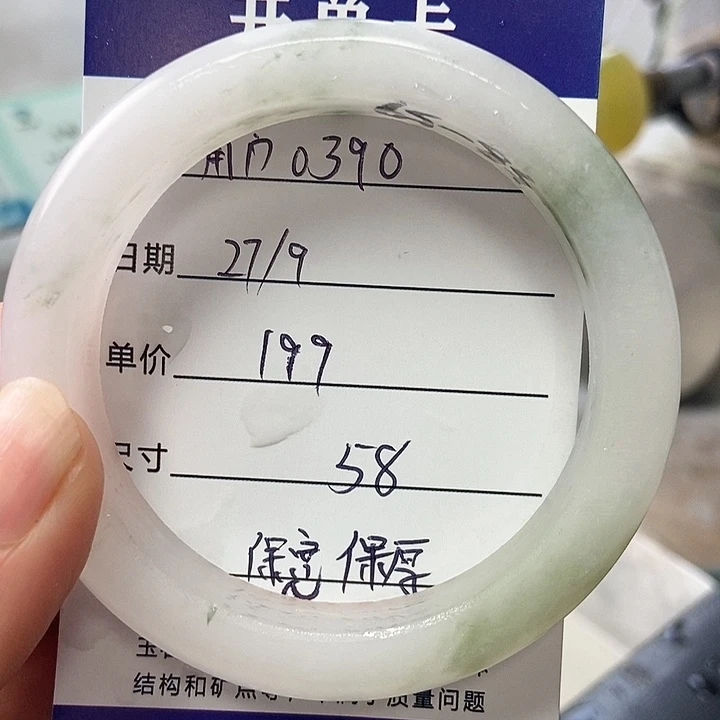 开单卡
用户0390
日期 27/9
单价 199
尺寸 58
保宽 保厚
结构和矿
质量问题